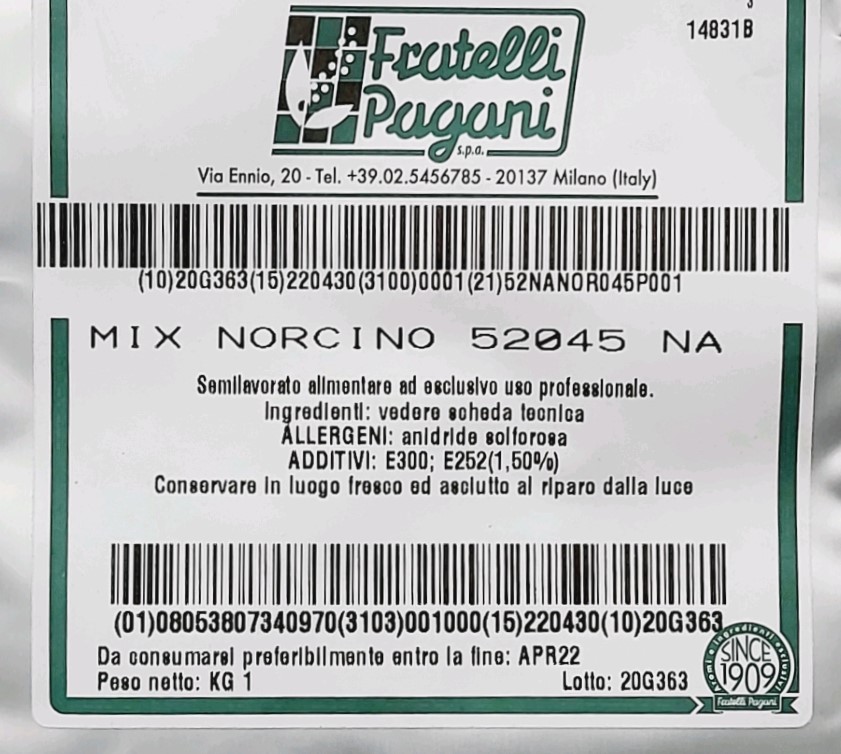 14831B
Fratelli
Pagani
s.p.a.
Via Ennio, 20 - Tel. +39.02.5456785 - 20137 Milano (Italy)
(10)20G363(15)220430(3100)0001(21)52NANOR045P001
MIX NORCINO 52045 NA
Semilavorato alimentare ad esclusivo uso professionale.
Ingredienti: vedere scheda tecnica
ALLERGENI: anidride solforosa
ADDITIVI: E300; E252(1,50%)
Conservare in luogo fresco ed asciutto al riparo dalla luce
(01)08053807340970(3103)001000(15)220430(10)20G363
Da consumarsi preferibilmente entro la fine: APR22
Peso netto: KG 1
Lotto: 20G363
Aromi e ingredienti esclusivi
SINCE
1909
Fratelli Pagani